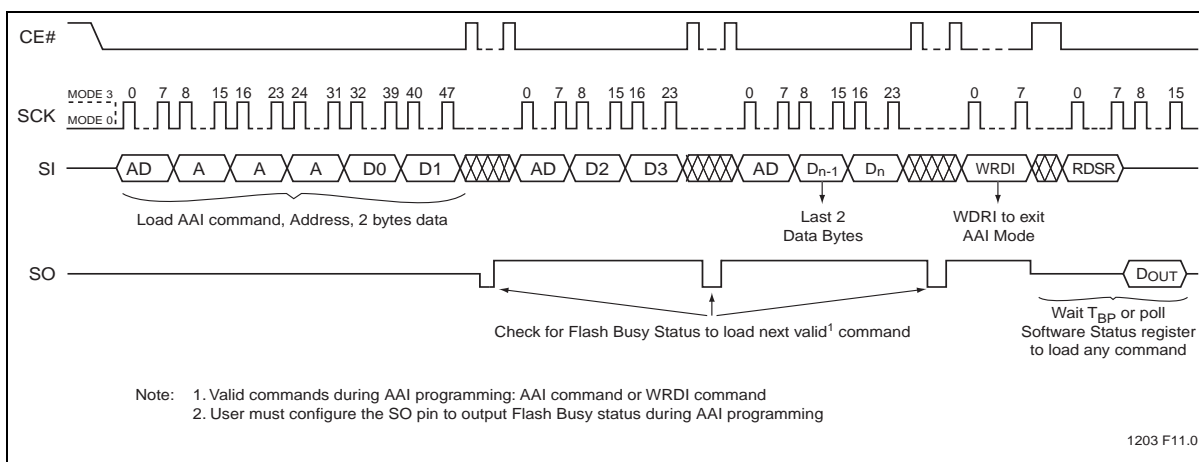 CE#
MODE 3
MODE 0
SCK
0 7 8 15 16 23 24 31 32 39 40 47 0 7 8 15 16 23 0 7 8 15 16 23 0 7 0 7 8 15
SI
AD A A A D0 D1 AD D2 D3 AD Dn-1 Dn WRDI RDSR
Load AAI command, Address, 2 bytes data
Last 2
Data Bytes
WDRI to exit
AAI Mode
SO
DOUT
Check for Flash Busy Status to load next valid1 command
Wait TBP or poll
Software Status register
to load any command
Note: 1. Valid commands during AAI programming: AAI command or WRDI command
2. User must configure the SO pin to output Flash Busy status during AAI programming
1203 F11.0